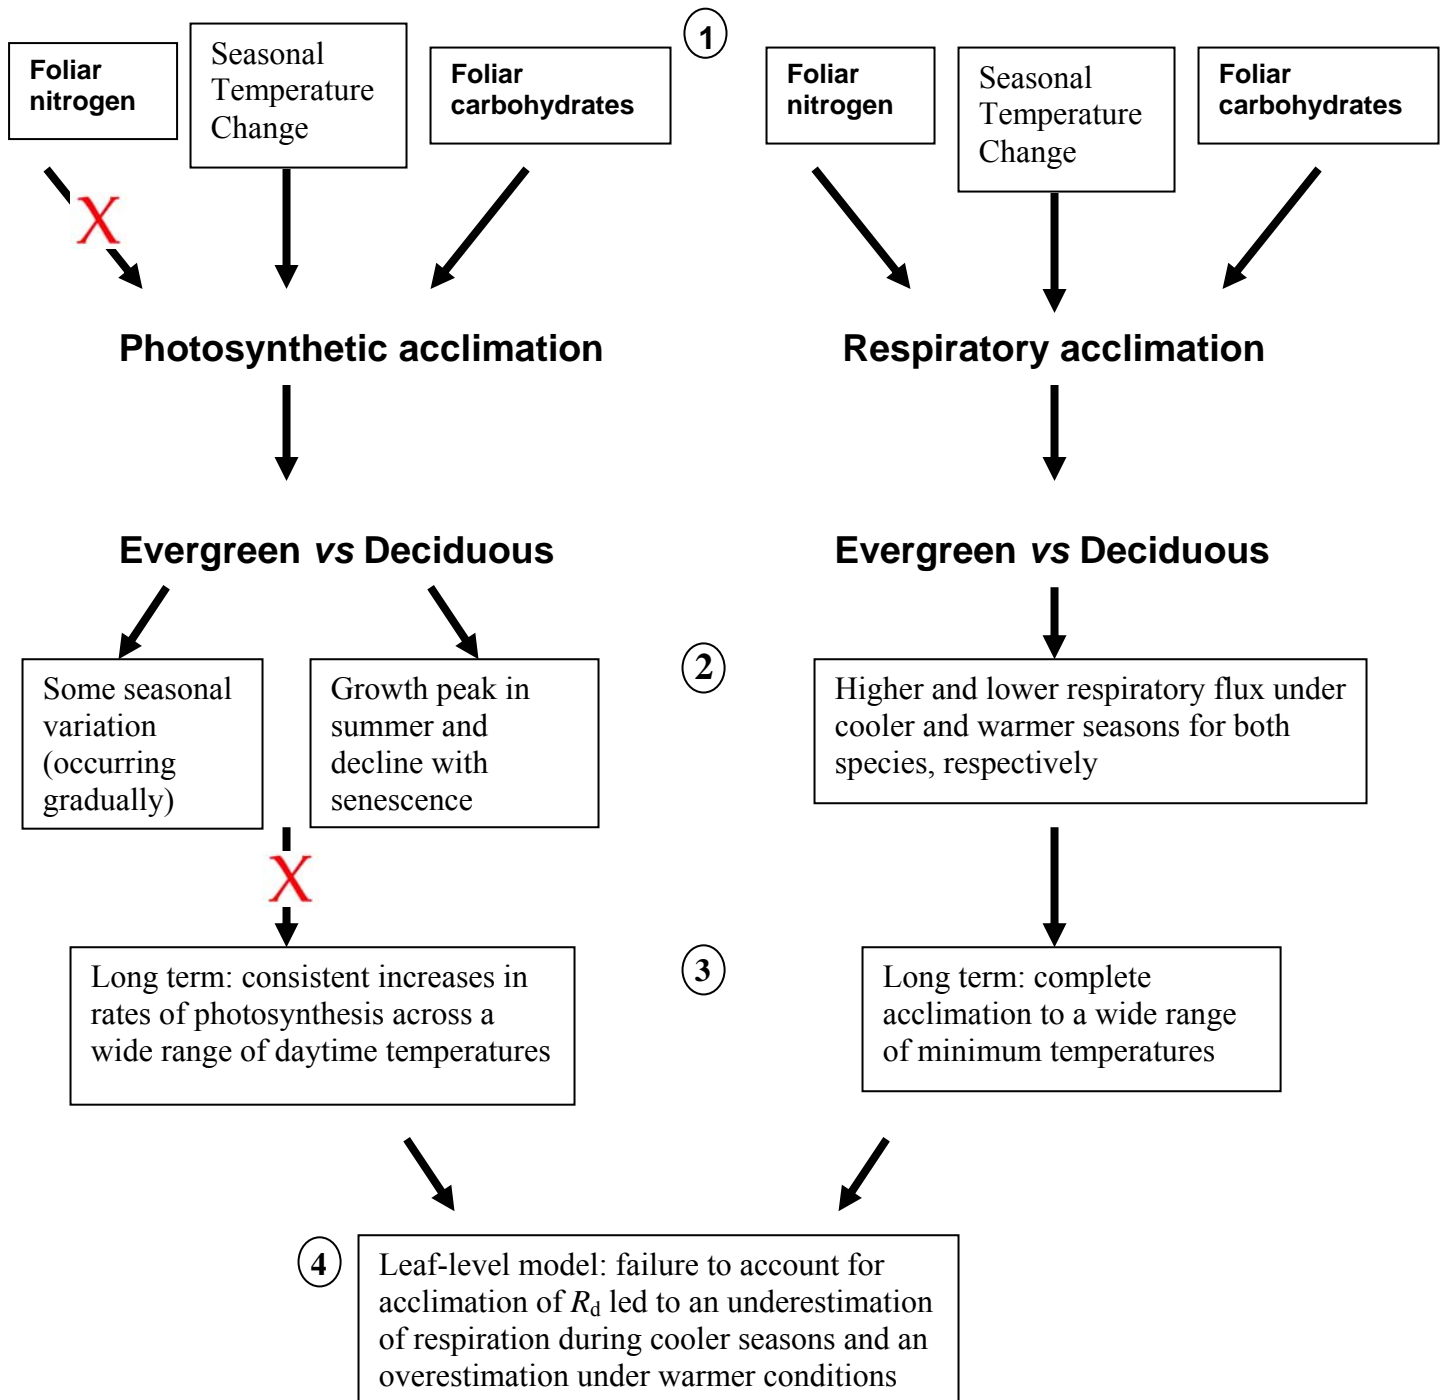 1
Foliar
nitrogen
Seasonal
Temperature
Change
Foliar
carbohydrates
Foliar
nitrogen
Seasonal
Temperature
Change
Foliar
carbohydrates
X
Photosynthetic acclimation
Respiratory acclimation
Evergreen vs Deciduous
Evergreen vs Deciduous
Some seasonal
variation
(occurring
gradually)
Growth peak in
summer and
decline with
senescence
2
Higher and lower respiratory flux under
cooler and warmer seasons for both
species, respectively
X
Long term: consistent increases in
rates of photosynthesis across a
wide range of daytime temperatures
3
Long term: complete
acclimation to a wide range
of minimum temperatures
4
Leaf-level model: failure to account for
acclimation of Rd led to an underestimation
of respiration during cooler seasons and an
overestimation under warmer conditions